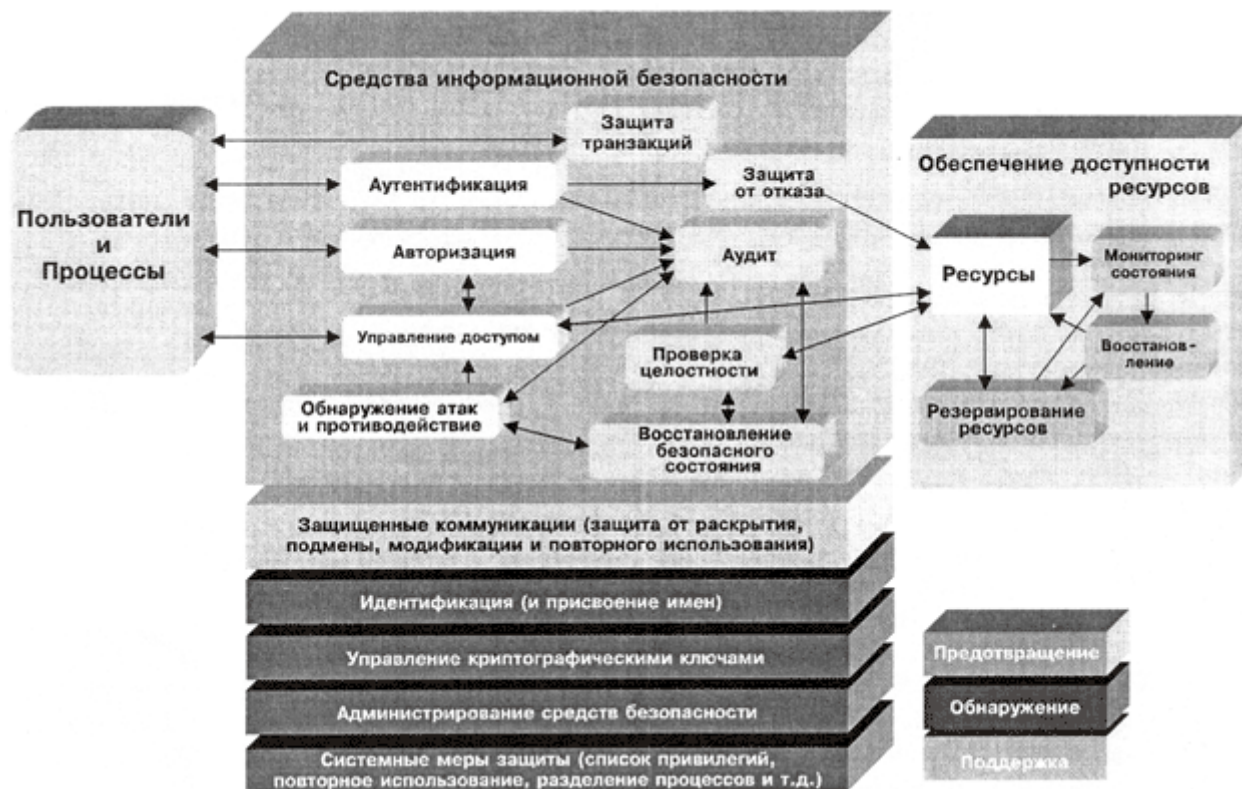 Средства информационной безопасности
Защита
транзакций
Аутентификация
Защита
от отказа
Пользователи
и
Процессы
Авторизация
Аудит
Управление доступом
Проверка
целостности
Обнаружение атак
и противодействие
Восстановление
безопасного
состояния
Обеспечение доступности
ресурсов
Ресурсы
Мониторинг
состояния
Восстанов-
ление
Резервирование
ресурсов
Защищенные коммуникации (защита от раскрытия,
подмены, модификации и повторного использования)
Идентификация (и присвоение имен)
Управление криптографическими ключами
Администрирование средств безопасности
Системные меры защиты (список привилегий,
повторное использование, разделение процессов и т.д.)
Предотвращение
Обнаружение
Поддержка